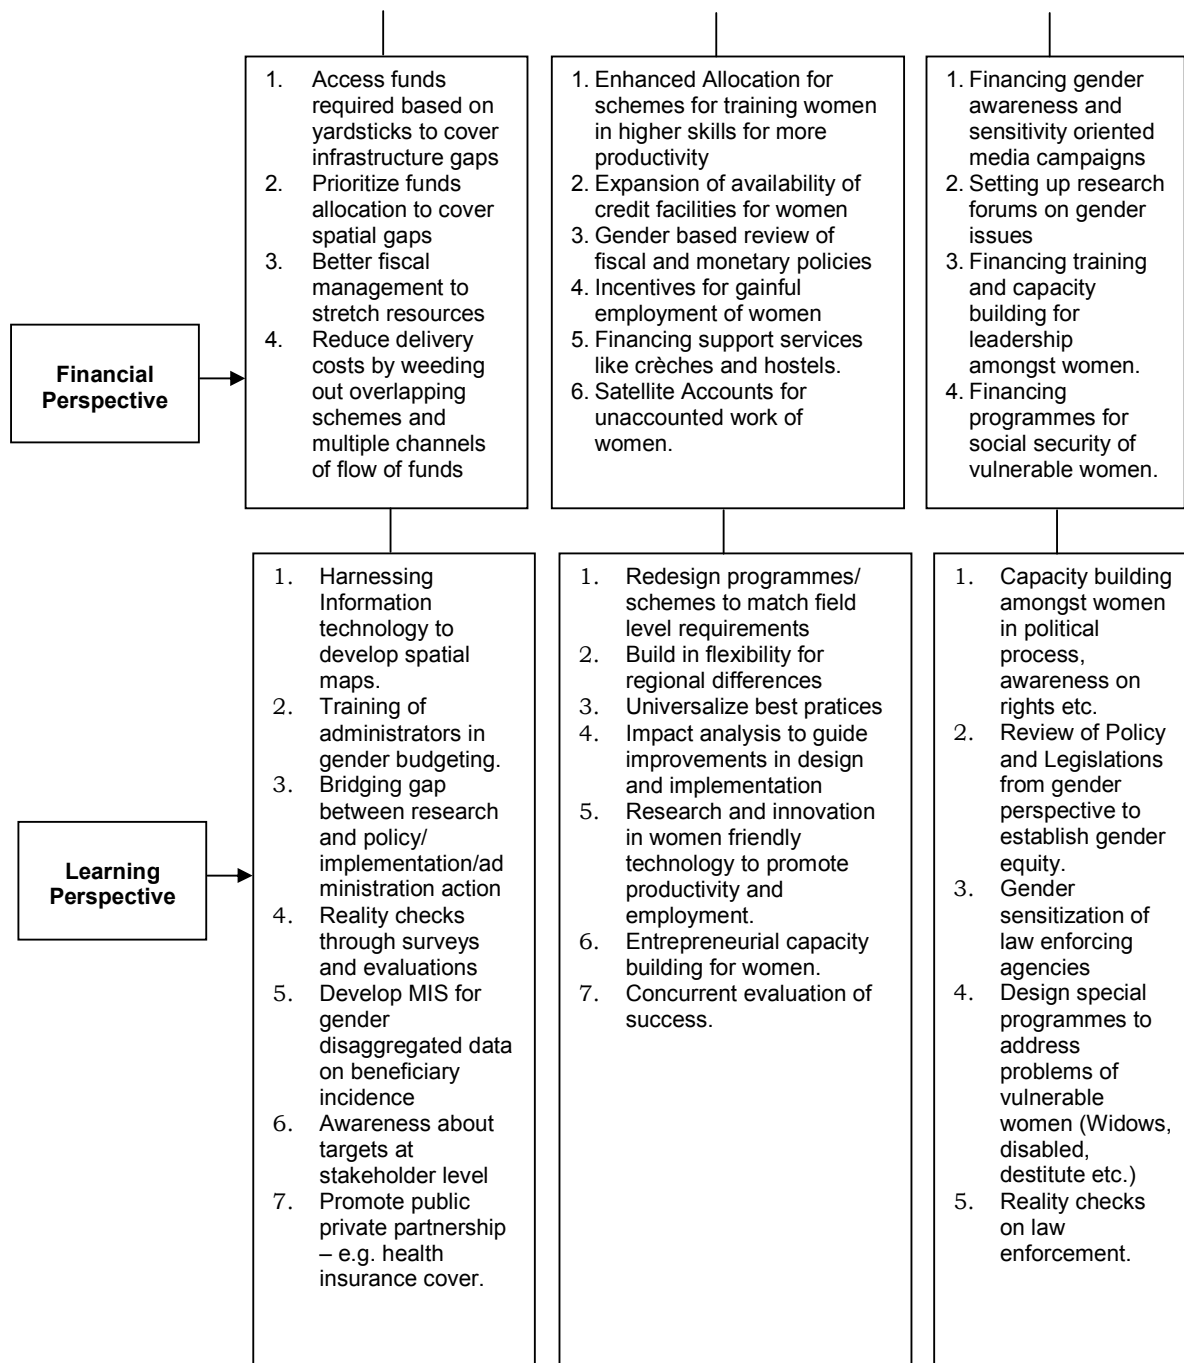 Financial
Perspective
1. Access funds
required based on
yardsticks to cover
infrastructure gaps
2. Prioritize funds
allocation to cover
spatial gaps
3. Better fiscal
management to
stretch resources
4. Reduce delivery
costs by weeding
out overlapping
schemes and
multiple channels
of flow of funds
1. Enhanced Allocation for
schemes for training women
in higher skills for more
productivity
2. Expansion of availability of
credit facilities for women
3. Gender based review of
fiscal and monetary policies
4. Incentives for gainful
employment of women
5. Financing support services
like crèches and hostels.
6. Satellite Accounts for
unaccounted work of
women.
1. Financing gender
awareness and
sensitivity oriented
media campaigns
2. Setting up research
forums on gender
issues
3. Financing training
and capacity
building for
leadership
amongst women.
4. Financing
programmes for
social security of
vulnerable women.
Learning
Perspective
1. Harnessing
Information
technology to
develop spatial
maps.
2. Training of
administrators in
gender budgeting.
3. Bridging gap
between research
and policy/
implementation/ad
ministration action
4. Reality checks
through surveys
and evaluations
5. Develop MIS for
gender
disaggregated data
on beneficiary
incidence
6. Awareness about
targets at
stakeholder level
7. Promote public
private partnership
– e.g. health
insurance cover.
1. Redesign programmes/
schemes to match field
level requirements
2. Build in flexibility for
regional differences
3. Universalize best pratices
4. Impact analysis to guide
improvements in design
and implementation
5. Research and innovation
in women friendly
technology to promote
productivity and
employment.
6. Entrepreneurial capacity
building for women.
7. Concurrent evaluation of
success.
1. Capacity building
amongst women
in political
process,
awareness on
rights etc.
2. Review of Policy
and Legislations
from gender
perspective to
establish gender
equity.
3. Gender
sensitization of
law enforcing
agencies
4. Design special
programmes to
address
problems of
vulnerable
women (Widows,
disabled,
destitute etc.)
5. Reality checks
on law
enforcement.